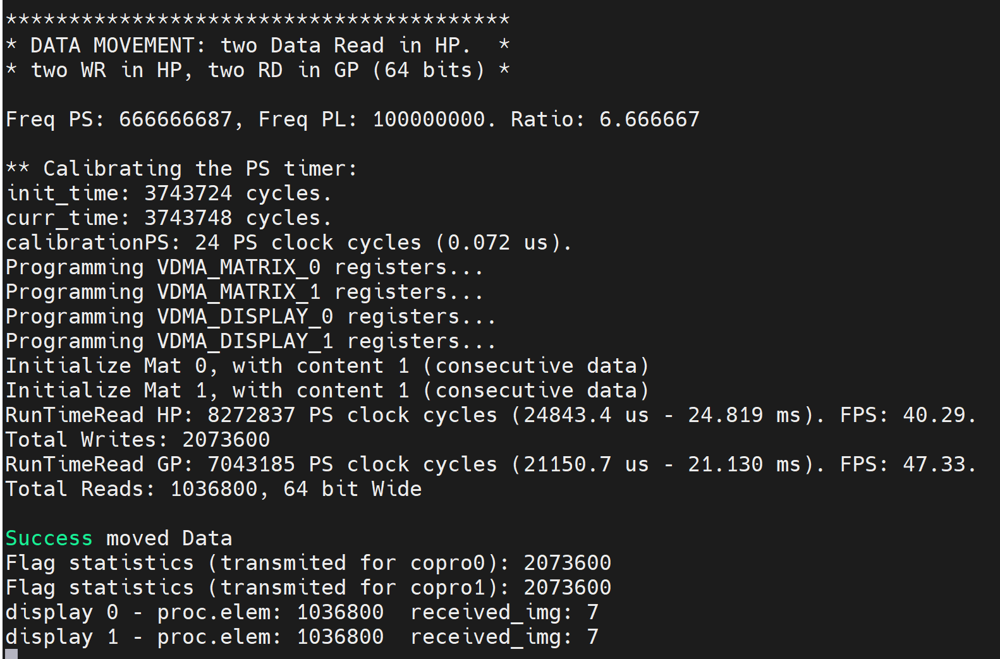 ****************************************
* DATA MOVEMENT: two Data Read in HP.  *
* two WR in HP, two RD in GP (64 bits) *
Freq PS: 666666687, Freq PL: 100000000. Ratio: 6.666667
** Calibrating the PS timer:
init_time: 3743724 cycles.
curr_time: 3743748 cycles.
calibrationPS: 24 PS clock cycles (0.072 us).
Programming VDMA_MATRIX_0 registers...
Programming VDMA_MATRIX_1 registers...
Programming VDMA_DISPLAY_0 registers...
Programming VDMA_DISPLAY_1 registers...
Initialize Mat 0, with content 1 (consecutive data)
Initialize Mat 1, with content 1 (consecutive data)
RunTimeRead HP: 8272837 PS clock cycles (24843.4 us - 24.819 ms). FPS: 40.29.
Total Writes: 2073600
RunTimeRead GP: 7043185 PS clock cycles (21150.7 us - 21.130 ms). FPS: 47.33.
Total Reads: 1036800, 64 bit Wide
Success moved Data
Flag statistics (transmited for copro0): 2073600
Flag statistics (transmited for copro1): 2073600
display 0 - proc.elem: 1036800  received_img: 7
display 1 - proc.elem: 1036800  received_img: 7